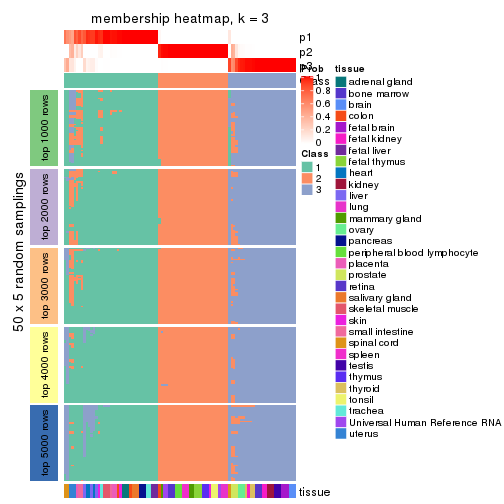 membership heatmap, k = 3
p1
p2
p3
Prob
1
0.8
0.6
0.4
0.2
0
Class
Class
1
2
3
50 x 5 random samplings
top 1000 rows
top 2000 rows
top 3000 rows
top 4000 rows
top 5000 rows
tissue
tissue
adrenal gland
bone marrow
brain
colon
fetal brain
fetal kidney
fetal liver
fetal thymus
heart
kidney
liver
lung
mammary gland
ovary
pancreas
peripheral blood lymphocyte
placenta
prostate
retina
salivary gland
skeletal muscle
skin
small intestine
spinal cord
spleen
testis
thymus
thyroid
tonsil
trachea
Universal Human Reference RNA
uterus